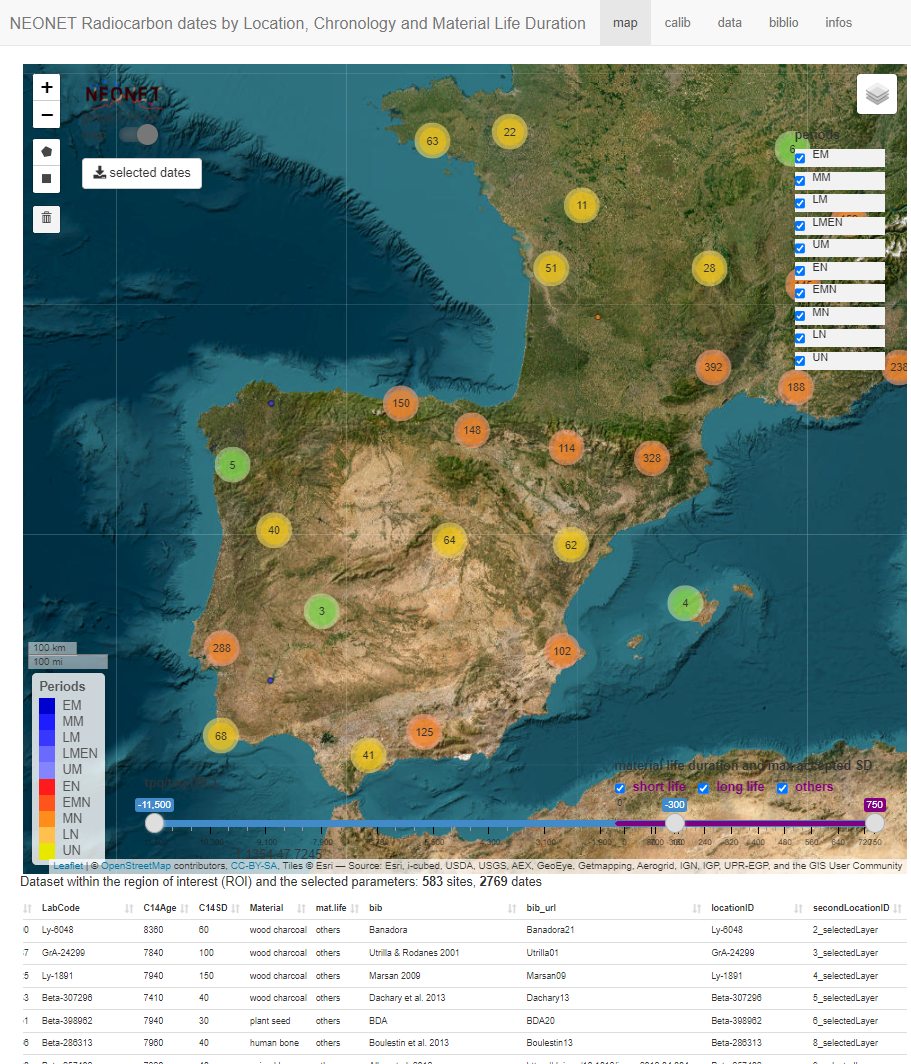 NEONET Radiocarbon dates by Location, Chronology and Material Life Duration map calib data biblio infos
+
−
NEONET
selected dates
periods
EM
MM
LM
LMEN
UM
EN
EMN
MN
LN
UN
63
22
6
11
51
28
392
188
238
150
148
114
328
5
40
64
62
3
4
288
102
68
125
41
100 km
100 mi
Periods
EM
MM
LM
LMEN
UM
EN
EMN
MN
LN
UN
material life duration and max accepted SD
short life long life others
-11,500 -300 750
-10,300 -9,100 -7,900
Leaflet | © OpenStreetMap contributors, CC-BY-SA, Tiles © Esri — Source: Esri, i-cubed, USDA, USGS, AEX, GeoEye, Getmapping, Aerogrid, IGN, IGP, UPR-EGP, and the GIS User Community
Dataset within the region of interest (ROI) and the selected parameters: 583 sites, 2769 dates
LabCode C14Age C14SD Material mat.life bib bib_url locationID secondLocationID
Ly-6048 8360 60 wood charcoal others Banadora Banadora21 Ly-6048 2_selectedLayer
GrA-24299 7840 100 wood charcoal others Utrilla & Rodanes 2001 Utrilla01 GrA-24299 3_selectedLayer
Ly-1891 7940 150 wood charcoal others Marsan 2009 Marsan09 Ly-1891 4_selectedLayer
Beta-307296 7410 40 wood charcoal others Dachary et al. 2013 Dachary13 Beta-307296 5_selectedLayer
Beta-398962 7940 30 plant seed others BDA BDA20 Beta-398962 6_selectedLayer
Beta-286313 7960 40 human bone others Boulestin et al. 2013 Boulestin13 Beta-286313 8_selectedLayer